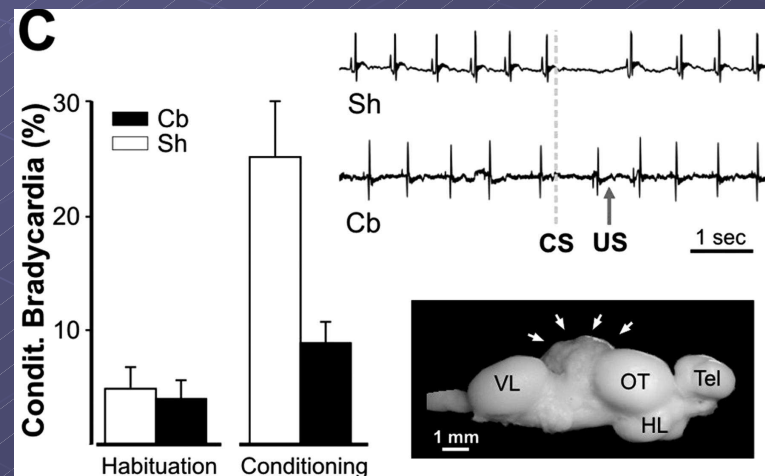 C
Condit. Bradycardia (%)
30
20
10
Cb
Sh
Habituation
Conditioning
Sh
Cb
CS
US
1 sec
VL
OT
Tel
HL
1 mm